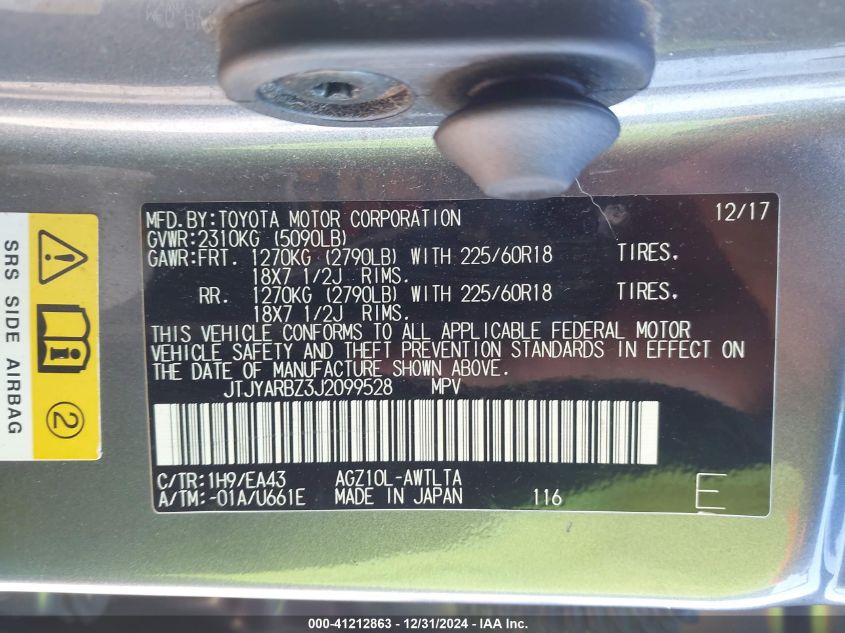 MFD.BY:TOYOTA MOTOR CORPORATION 12/17
GVWR:2310KG (5090LB)
GAWR:FRT. 1270KG (2790LB) WITH 225/60R18 TIRES.
18X7 1/2J RIMS.
RR. 1270KG (2790LB) WITH 225/60R18 TIRES.
18X7 1/2J RIMS.
THIS VEHICLE CONFORMS TO ALL APPLICABLE FEDERAL MOTOR
VEHICLE SAFETY AND THEFT PREVENTION STANDARDS IN EFFECT ON
THE DATE OF MANUFACTURE SHOWN ABOVE.
JTJYARBZ3J2099528 MPV
C/TR:1H9/EA43 AGZ10L-AWTLTA
A/TM:-01A/U661E MADE IN JAPAN 116 E
SRS SIDE AIRBAG
2
000-41212863 - 12/31/2024 - IAA Inc.